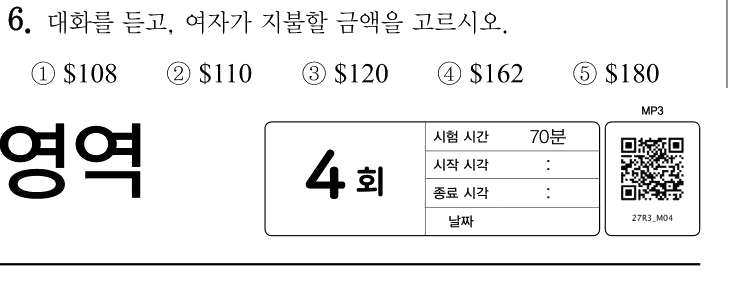 6. 대화를 듣고, 여자가 지불할 금액을 고르시오.
① $108 ② $110 ③ $120 ④ $162 ⑤ $180
영역
4회
시험 시간 70분
시작 시각 :
종료 시각 :
날짜
MP3
27R3_M04